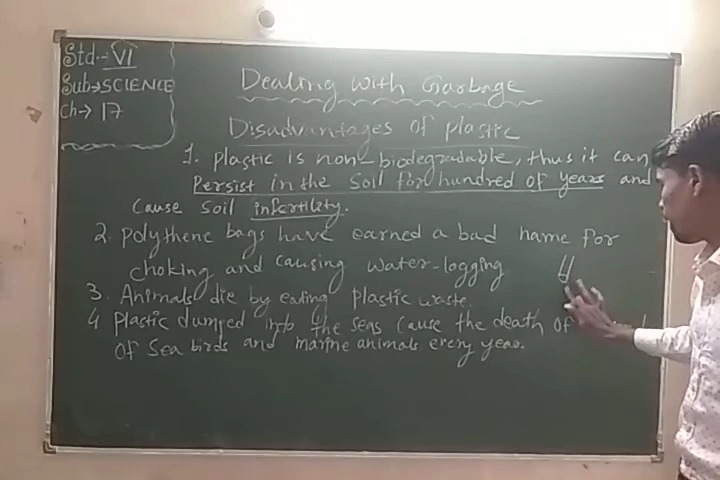 Std:- VI
Sub→SCIENCE
Ch→ 17
Dealing with Garbage
Disadvantages of plastic
1. Plastic is non-biodegradable, thus it can
Persist in the soil for hundred of years and
cause soil infertility.
2. Polythene bags have earned a bad name for
choking and causing water-logging
3. Animals die by eating plastic waste.
4 Plastic dumped into the seas cause the death of
of sea birds and marine animals every year.